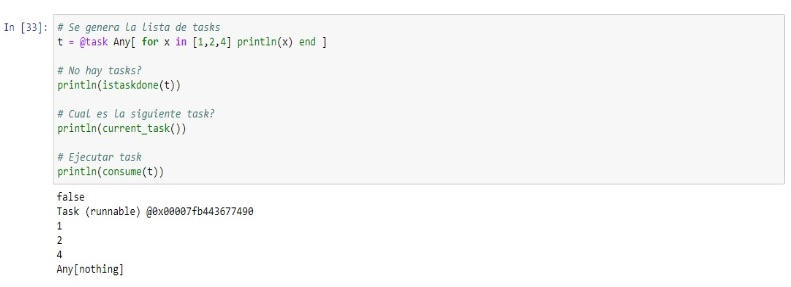 In [33]: # Se genera la lista de tasks
t = @task Any[ for x in [1,2,4] println(x) end ]
# No hay tasks?
println(istaskdone(t))
# Cual es la siguiente task?
println(current_task())
# Ejecutar task
println(consume(t))
false
Task (runnable) @0x00007fb443677490
1
2
4
Any[nothing]